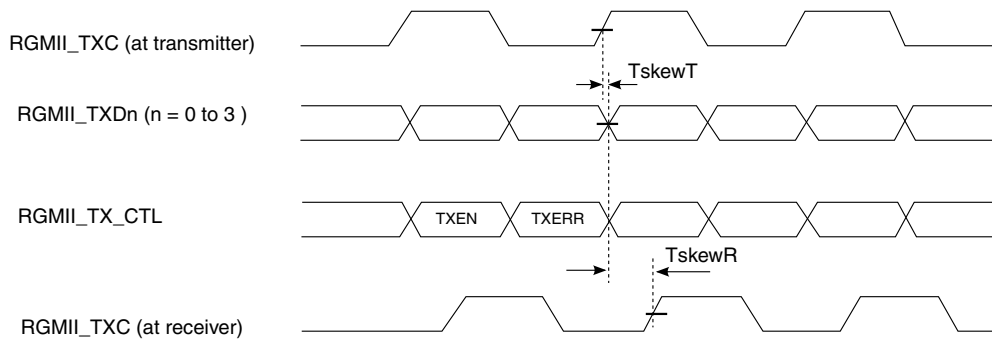 RGMII_TXC (at transmitter)
TskewT
RGMII_TXDn (n = 0 to 3 )
RGMII_TX_CTL
TXEN
TXERR
TskewR
RGMII_TXC (at receiver)